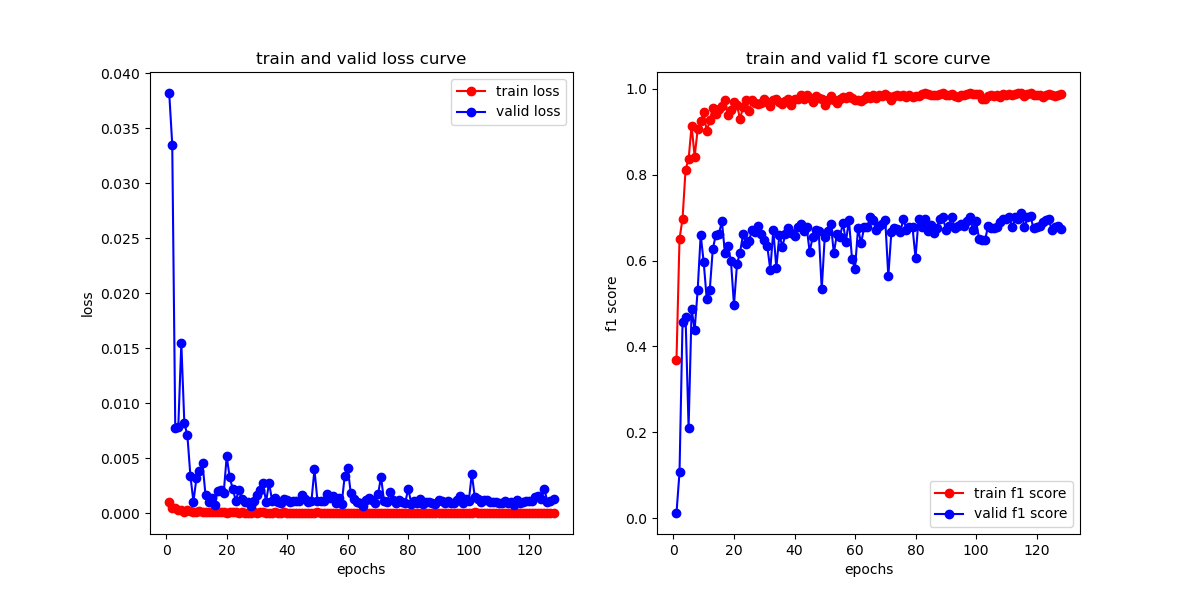 train and valid loss curve
0.040
0.035
0.030
0.025
0.020
0.015
0.010
0.005
0.000
loss
train loss
valid loss
0 20 40 60 80 100 120
epochs
train and valid f1 score curve
1.0
0.8
0.6
0.4
0.2
0.0
f1 score
train f1 score
valid f1 score
0 20 40 60 80 100 120
epochs